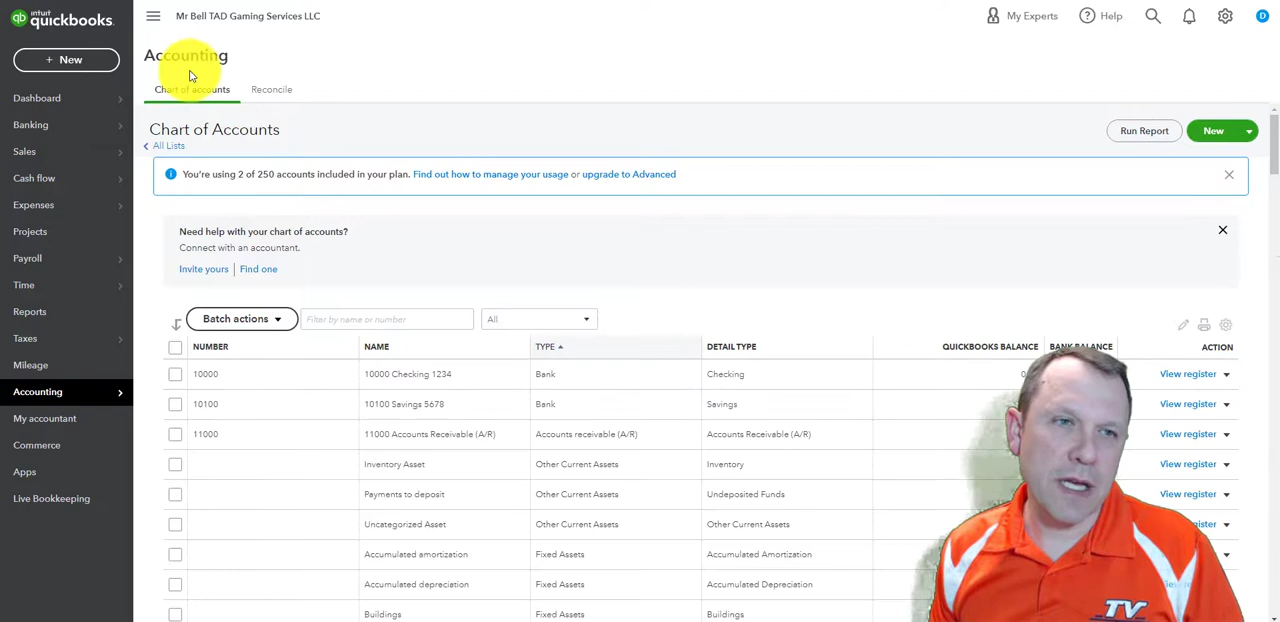 intuit quickbooks.
Mr Bell TAD Gaming Services LLC
My Experts
Help
D
+ New
Accounting
Chart of accounts
Reconcile
Dashboard
Banking
Sales
Cash flow
Expenses
Projects
Payroll
Time
Reports
Taxes
Mileage
Accounting
My accountant
Commerce
Apps
Live Bookkeeping
Chart of Accounts
All Lists
Run Report
New
You're using 2 of 250 accounts included in your plan. Find out how to manage your usage or upgrade to Advanced
Need help with your chart of accounts?
Connect with an accountant.
Invite yours | Find one
Batch actions
Filter by name or number
All
NUMBER NAME TYPE DETAIL TYPE QUICKBOOKS BALANCE BANK BALANCE ACTION
10000 10000 Checking 1234 Bank Checking View register
10100 10100 Savings 5678 Bank Savings View register
11000 11000 Accounts Receivable (A/R) Accounts receivable (A/R) Accounts Receivable (A/R) View register
Inventory Asset Other Current Assets Inventory View register
Payments to deposit Other Current Assets Undeposited Funds View register
Uncategorized Asset Other Current Assets Other Current Assets register
Accumulated amortization Fixed Assets Accumulated Amortization
Accumulated depreciation Fixed Assets Accumulated Depreciation
Buildings Fixed Assets Buildings
TV